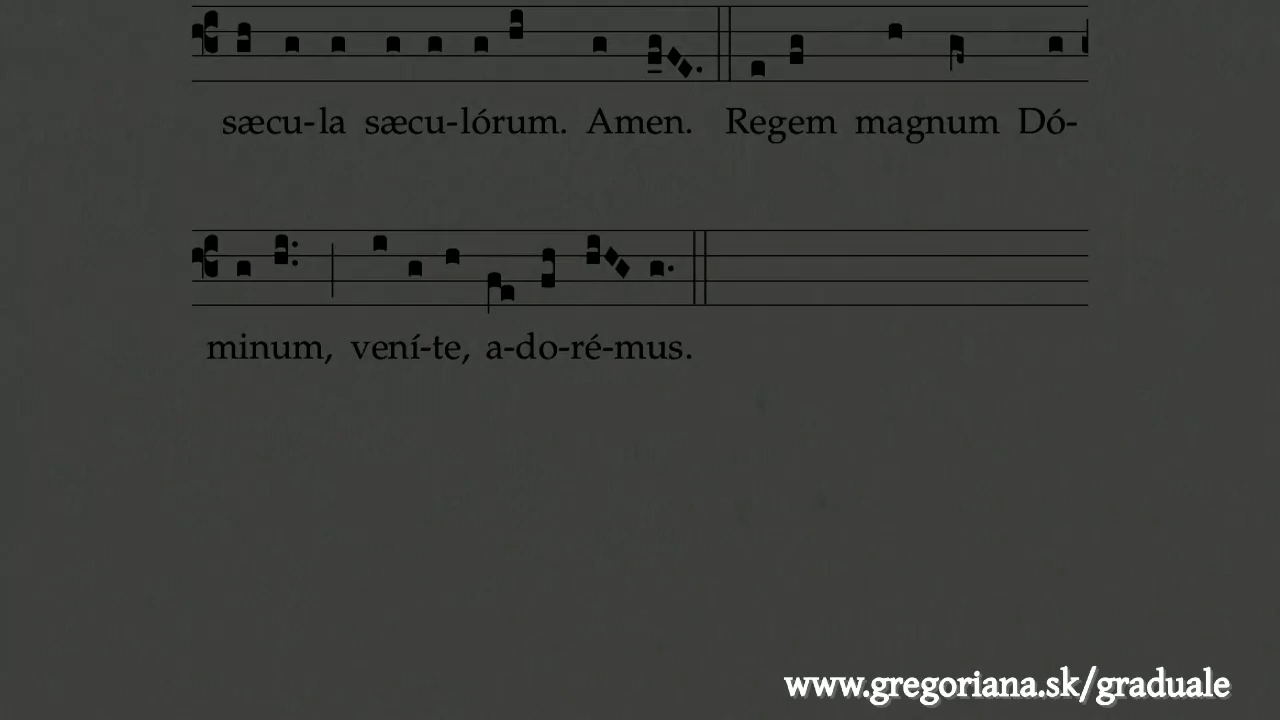 sæcu-la sæcu-lórum. Amen. Regem magnum Dó-
minum, vení-te, a-do-ré-mus.
www.gregoriana.sk/graduale